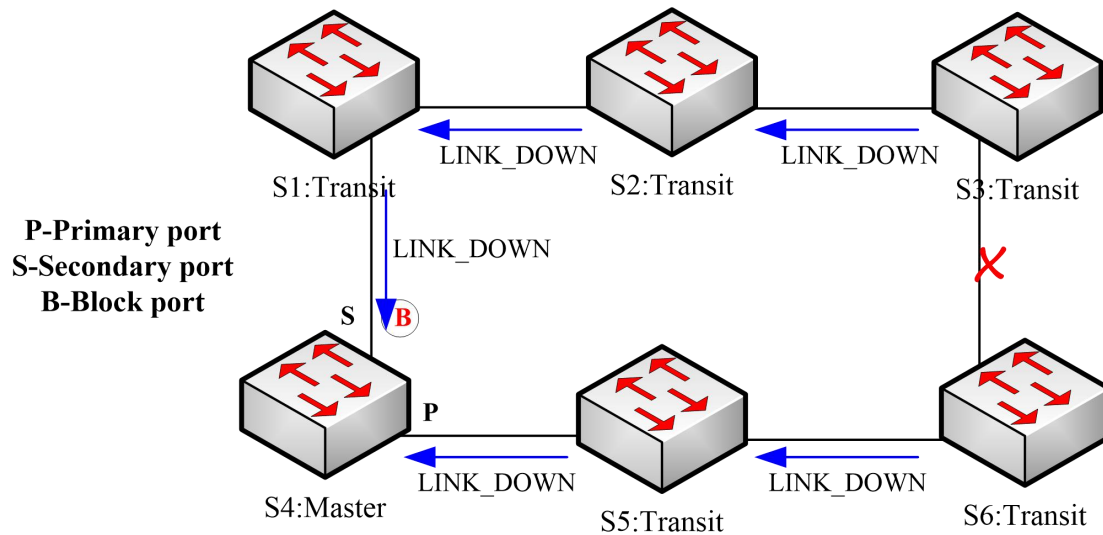 LINK_DOWN
LINK_DOWN
S1:Transit
S2:Transit
S3:Transit
P-Primary port
S-Secondary port
B-Block port
LINK_DOWN
S
B
P
LINK_DOWN
LINK_DOWN
S4:Master
S5:Transit
S6:Transit